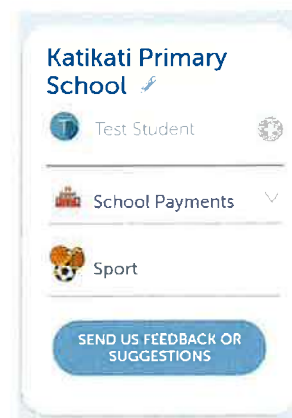 Katikati Primary
School
Test Student
School Payments
Sport
SEND US FEEDBACK OR
SUGGESTIONS